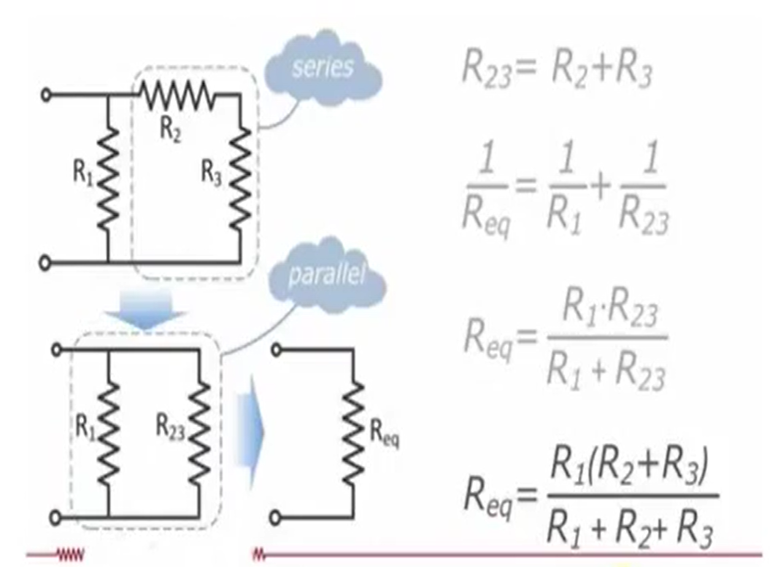 series
R₂
R₁
R₃
parallel
R₁
R₂₃
Rₑq
R₂₃= R₂+R₃
1/Rₑq = 1/R₁ + 1/R₂₃
Rₑq= R₁·R₂₃/R₁ + R₂₃
Rₑq= R₁(R₂+R₃)/R₁ + R₂+ R₃